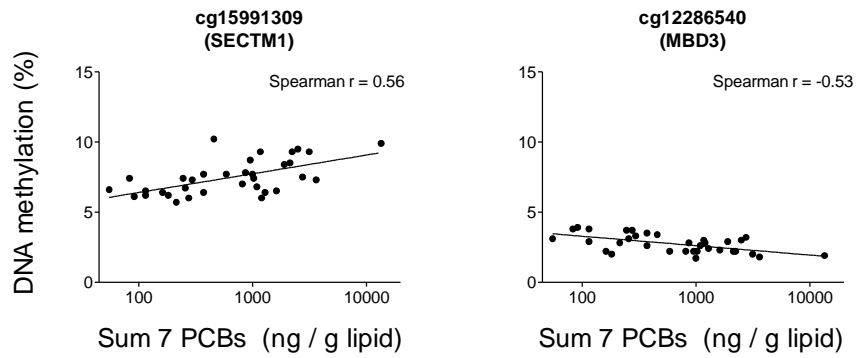 cg15991309
(SECTM1)
Spearman r = 0.56
DNA methylation (%)
15
10
5
0
100 1000 10000
Sum 7 PCBs (ng / g lipid)
cg12286540
(MBD3)
Spearman r = -0.53
15
10
5
0
100 1000 10000
Sum 7 PCBs (ng / g lipid)